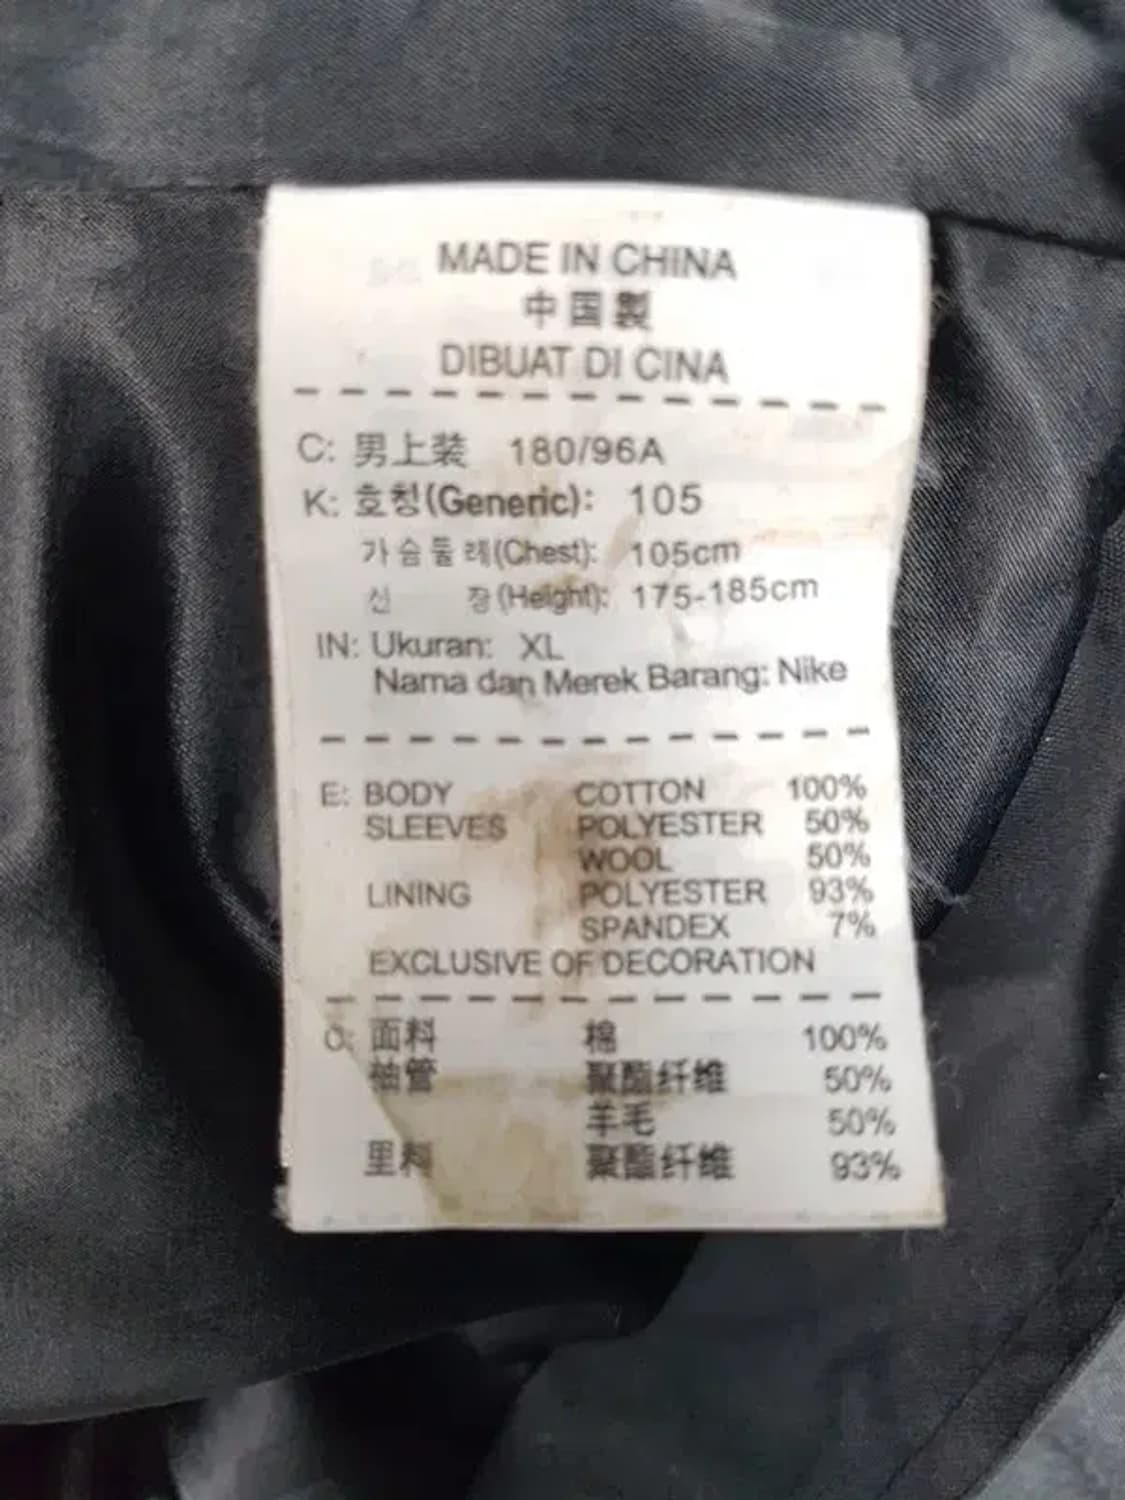 MADE IN CHINA
中国製
DIBUAT DI CINA
C: 男上装 180/96A
K: 호칭(Generic): 105
가슴둘레(Chest): 105cm
신 장(Height): 175-185cm
IN: Ukuran: XL
Nama dan Merek Barang: Nike
E: BODY COTTON 100%
SLEEVES POLYESTER 50%
WOOL 50%
LINING POLYESTER 93%
SPANDEX 7%
EXCLUSIVE OF DECORATION
C: 面料 棉 100%
袖管 聚酯纤维 50%
羊毛 50%
里料 聚酯纤维 93%